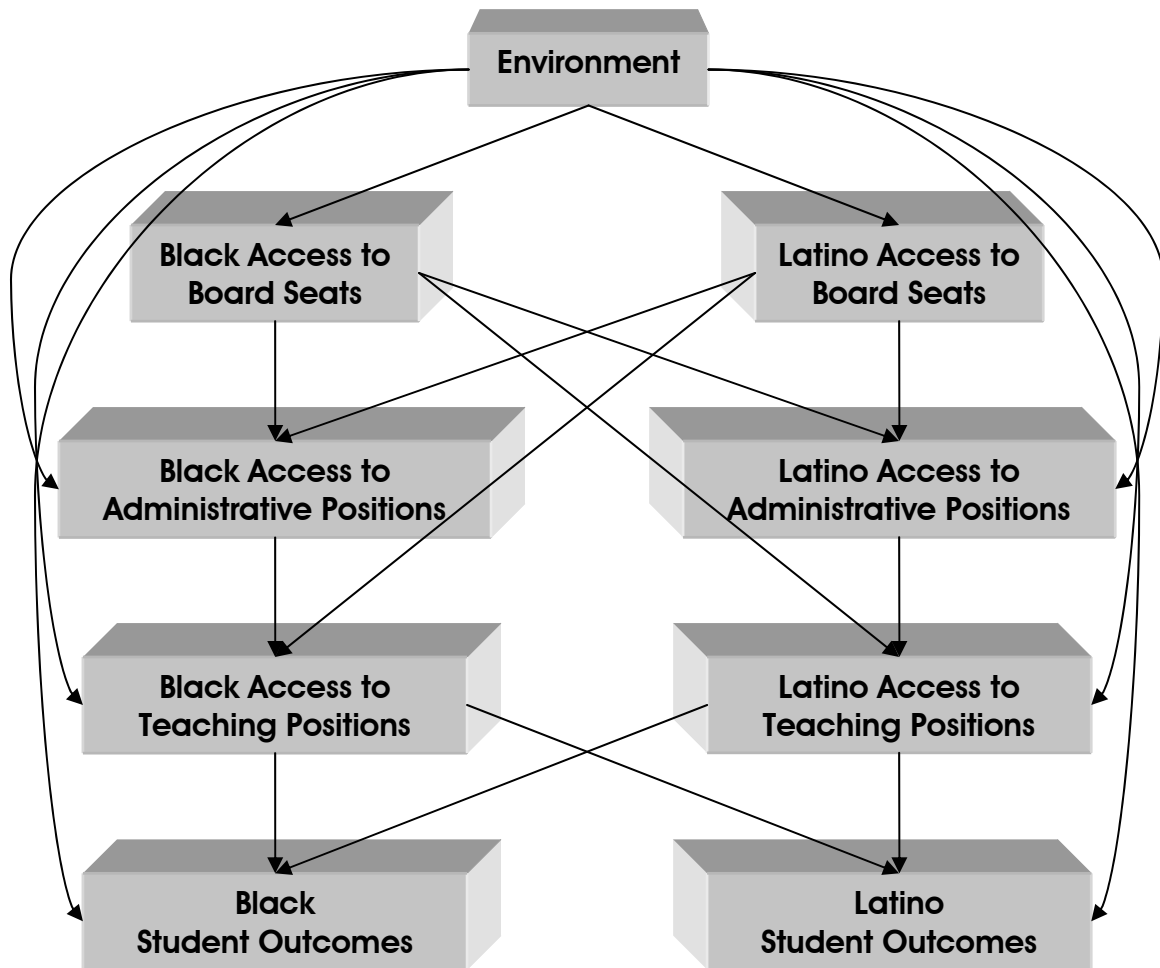 Environment
Black Access to
Board Seats
Latino Access to
Board Seats
Black Access to
Administrative Positions
Latino Access to
Administrative Positions
Black Access to
Teaching Positions
Latino Access to
Teaching Positions
Black
Student Outcomes
Latino
Student Outcomes